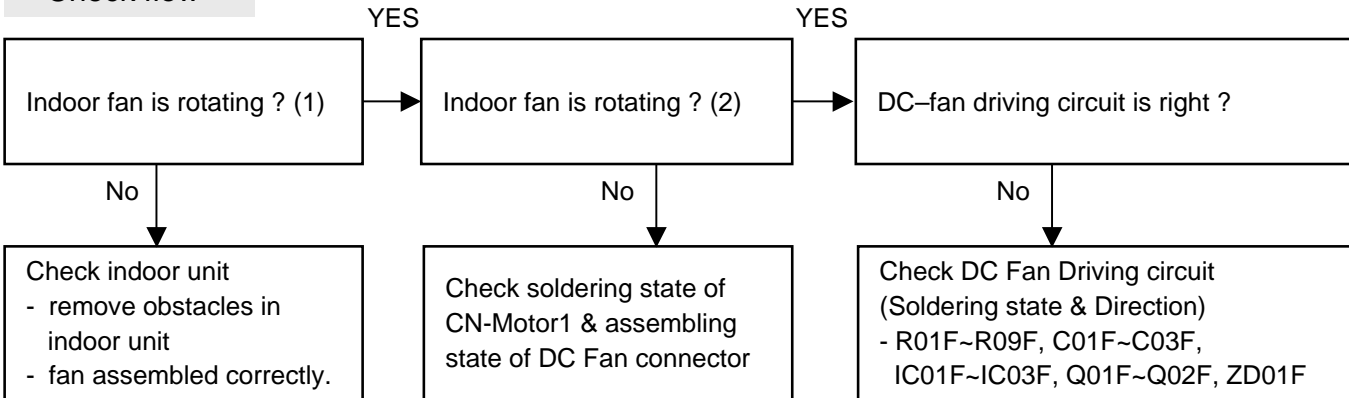 YES
YES
Indoor fan is rotating ? (1)
Indoor fan is rotating ? (2)
DC–fan driving circuit is right ?
No
No
No
Check indoor unit
- remove obstacles in
indoor unit
- fan assembled correctly.
Check soldering state of
CN-Motor1 & assembling
state of DC Fan connector
Check DC Fan Driving circuit
(Soldering state & Direction)
- R01F~R09F, C01F~C03F,
IC01F~IC03F, Q01F~Q02F, ZD01F